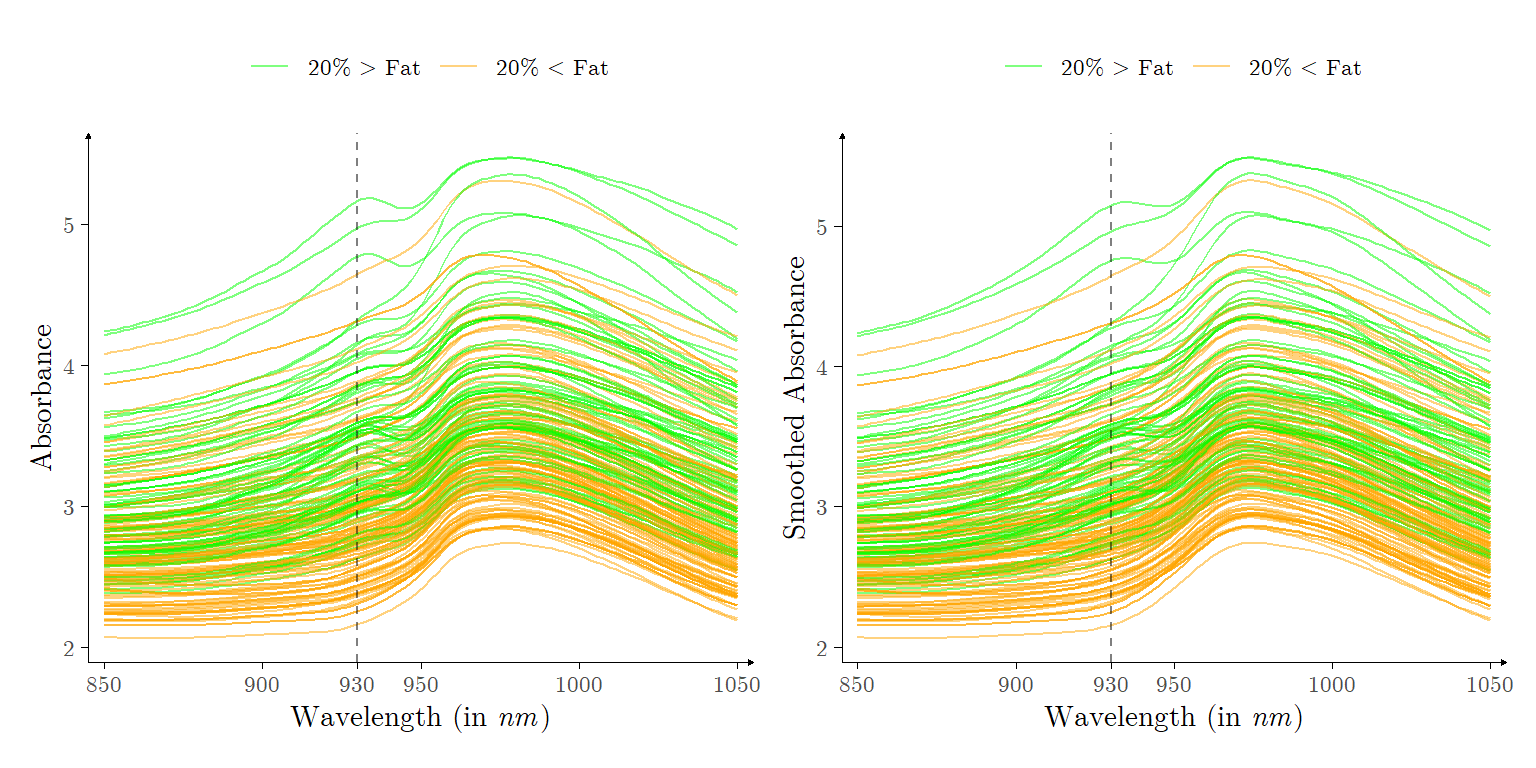 20% > Fat 20% < Fat
Absorbance
5
4
3
2
850 900 930 950 1000 1050
Wavelength (in nm)
20% > Fat 20% < Fat
Smoothed Absorbance
5
4
3
2
850 900 930 950 1000 1050
Wavelength (in nm)